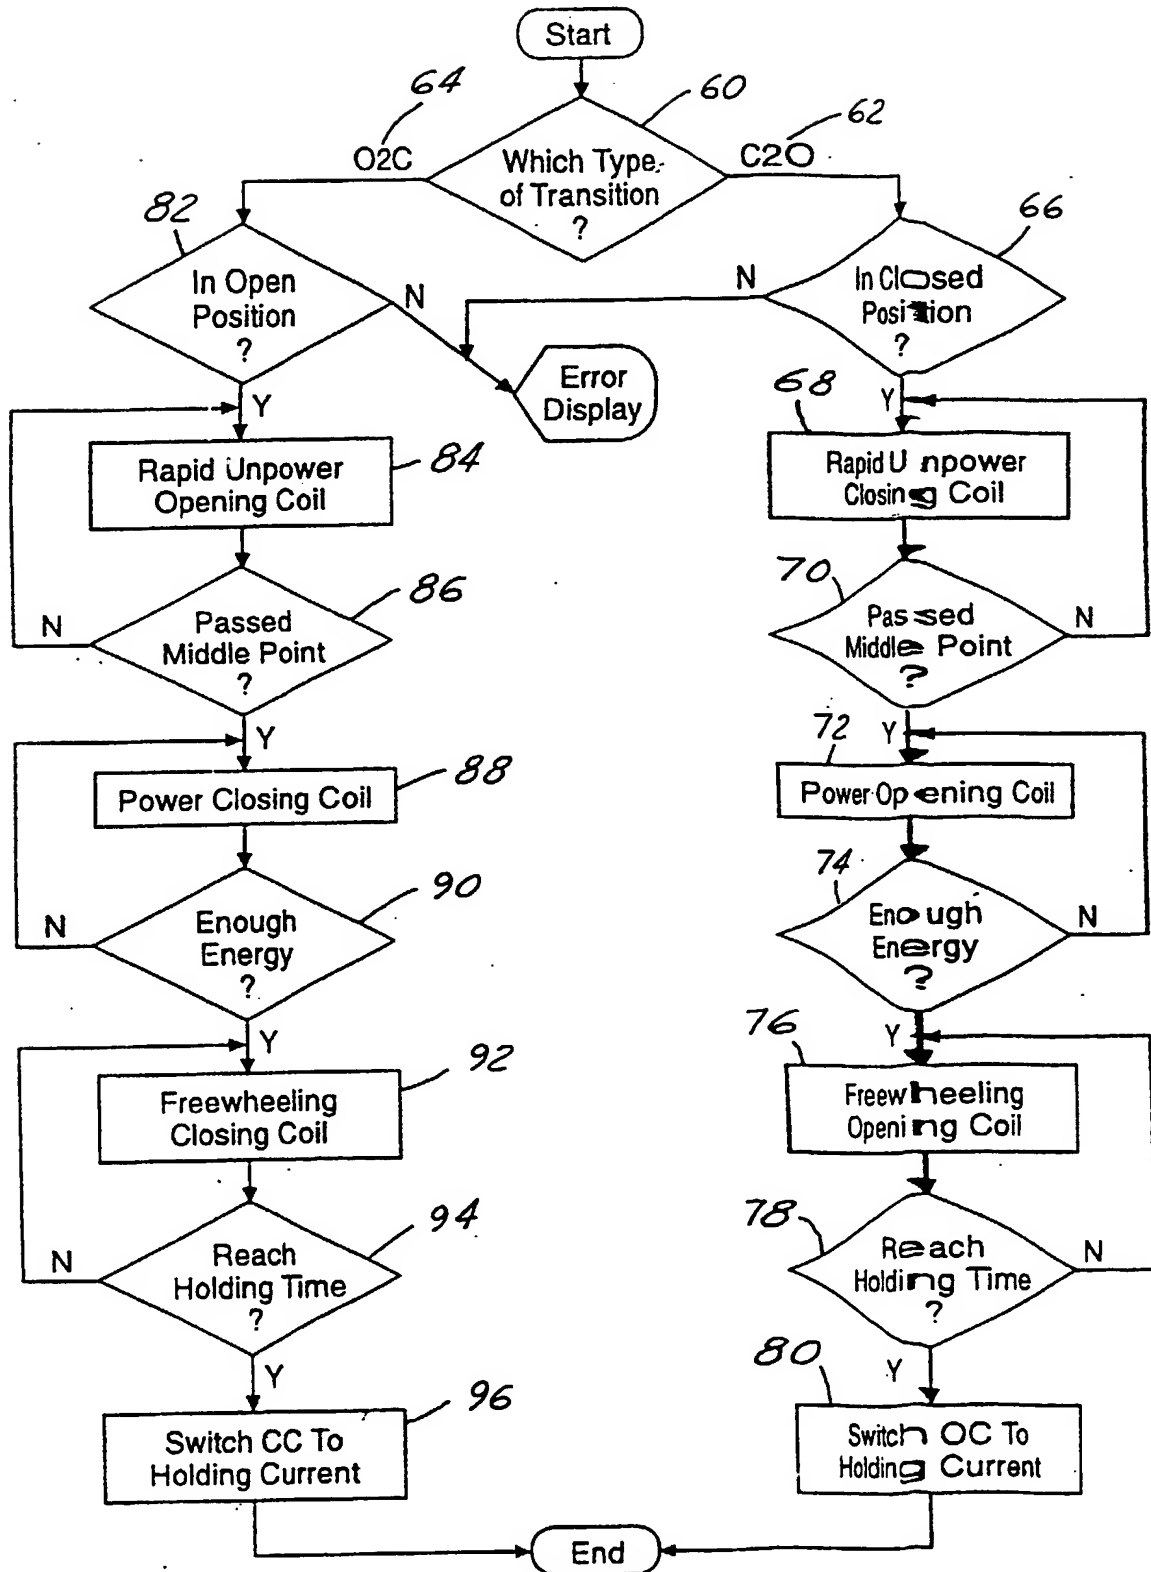 Start
64
60
62
O2C
C2O
Which Type
of Transition
?
82
66
In Open
Position
?
N
N
In Closed
Position
?
Error
Display
Y
68
Y
Rapid Unpower
Opening Coil
84
Rapid Unpower
Closing Coil
86
70
N
Passed
Middle Point
?
Passed
Middle Point
?
N
Y
72
Y
Power Closing Coil
88
Power Opening Coil
90
74
N
Enough
Energy
?
Enough
Energy
?
N
Y
76
Y
92
Freewheeling
Closing Coil
Freewheeling
Opening Coil
94
78
N
Reach
Holding Time
?
Reach
Holding Time
?
N
Y
80
Y
96
Switch CC To
Holding Current
Switch OC To
Holding Current
End